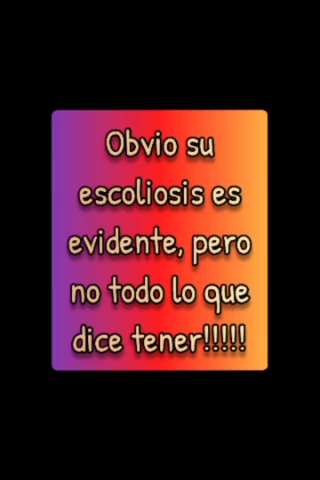 Obvio su
escoliosis es
evidente, pero
no todo lo que
dice tener!!!!!